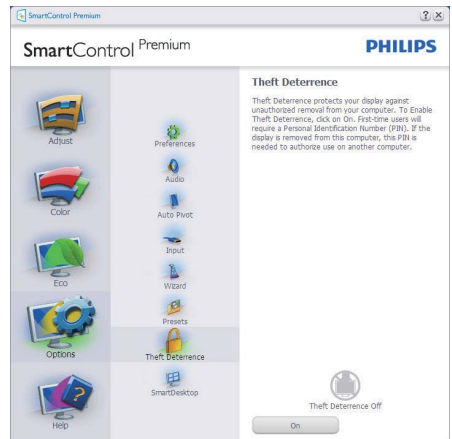 SmartControl Premium
SmartControl Premium
PHILIPS
Adjust
Color
Eco
Options
Help
Preferences
Audio
Auto Pivot
Input
Wizard
Presets
Theft Deterrence
SmartDesktop
Theft Deterrence
Theft Deterrence protects your display against
unauthorized removal from your computer. To Enable
Theft Deterrence, click on On. First-time users will
require a Personal Identification Number (PIN). If the
display is removed from this computer, this PIN is
needed to authorize use on another computer.
Theft Deterrence Off
On